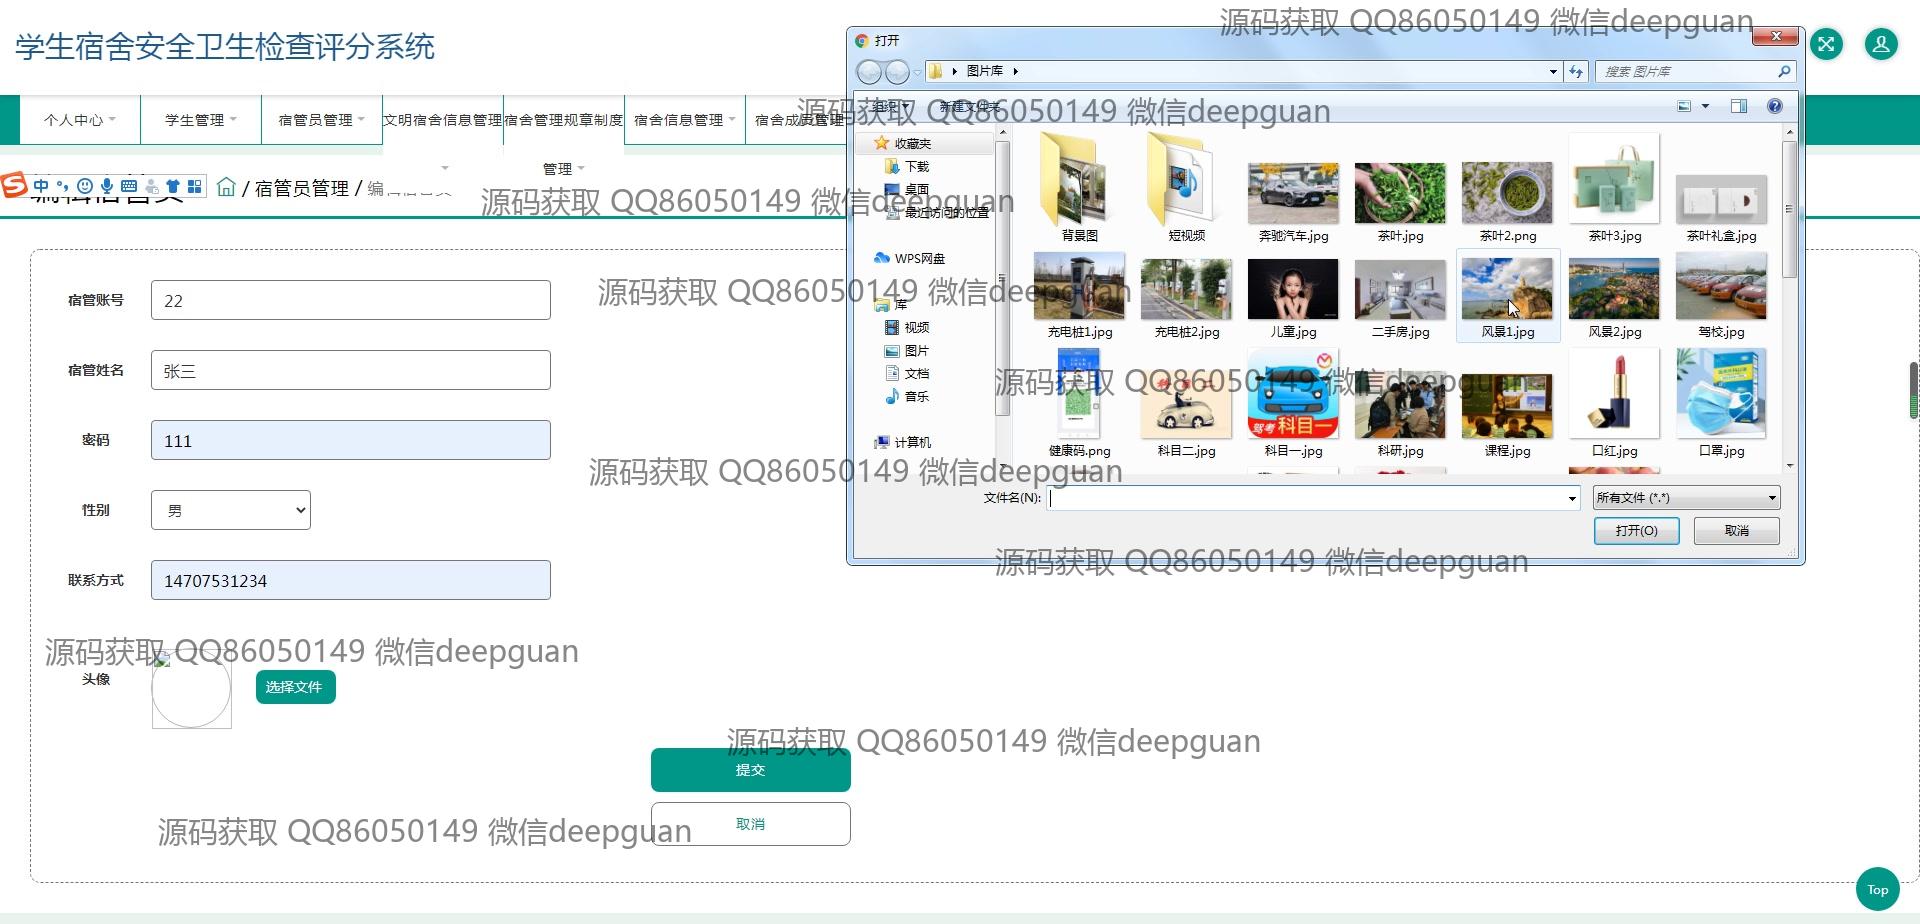 学生宿舍安全卫生检查评分系统
源码获取 QQ86050149 微信deepguan
打开
图片库
搜索 图片库
个人中心
学生管理
宿管员管理
文明宿舍信息管理
宿舍管理规章制度
管理
宿舍信息管理
宿舍成员管理
组织
新建文件夹
源码获取 QQ86050149 微信deepguan
中
/ 宿管员管理 / 编辑宿管员
编辑宿管员
源码获取 QQ86050149 微信deepguan
收藏夹
下载
桌面
最近访问的位置
WPS网盘
库
视频
图片
文档
音乐
计算机
背景图
短视频
奔驰汽车.jpg
茶叶.jpg
茶叶2.png
茶叶3.jpg
茶叶礼盒.jpg
充电桩1.jpg
充电桩2.jpg
儿童.jpg
二手房.jpg
风景1.jpg
风景2.jpg
驾校.jpg
健康码.png
科目二.jpg
驾考 科目一
科目一.jpg
科研.jpg
课程.jpg
口红.jpg
口罩.jpg
文件名(N):
所有文件 (*.*)
打开(O)
取消
宿管账号
22
源码获取 QQ86050149 微信deepguan
宿管姓名
张三
源码获取 QQ86050149 微信deepguan
密码
111
源码获取 QQ86050149 微信deepguan
性别
男
源码获取 QQ86050149 微信deepguan
联系方式
14707531234
源码获取 QQ86050149 微信deepguan
头像
选择文件
源码获取 QQ86050149 微信deepguan
提交
源码获取 QQ86050149 微信deepguan
取消
Top